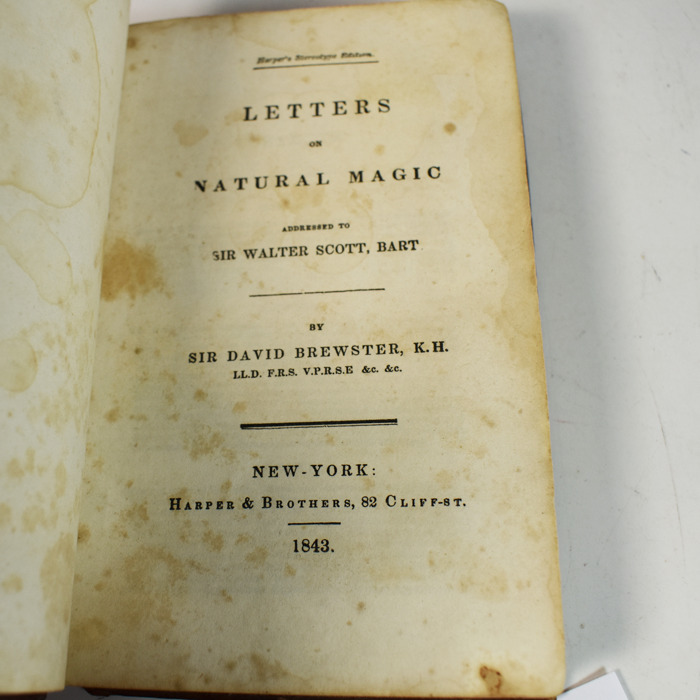 Harper's Stereotype Edition.
LETTERS
ON
NATURAL MAGIC
ADDRESSED TO
SIR WALTER SCOTT, BART
BY
SIR DAVID BREWSTER, K.H.
LL.D. F.R.S. V.P.R.S.E &c. &c.
NEW-YORK:
HARPER & BROTHERS, 82 CLIFF-ST.
1843.